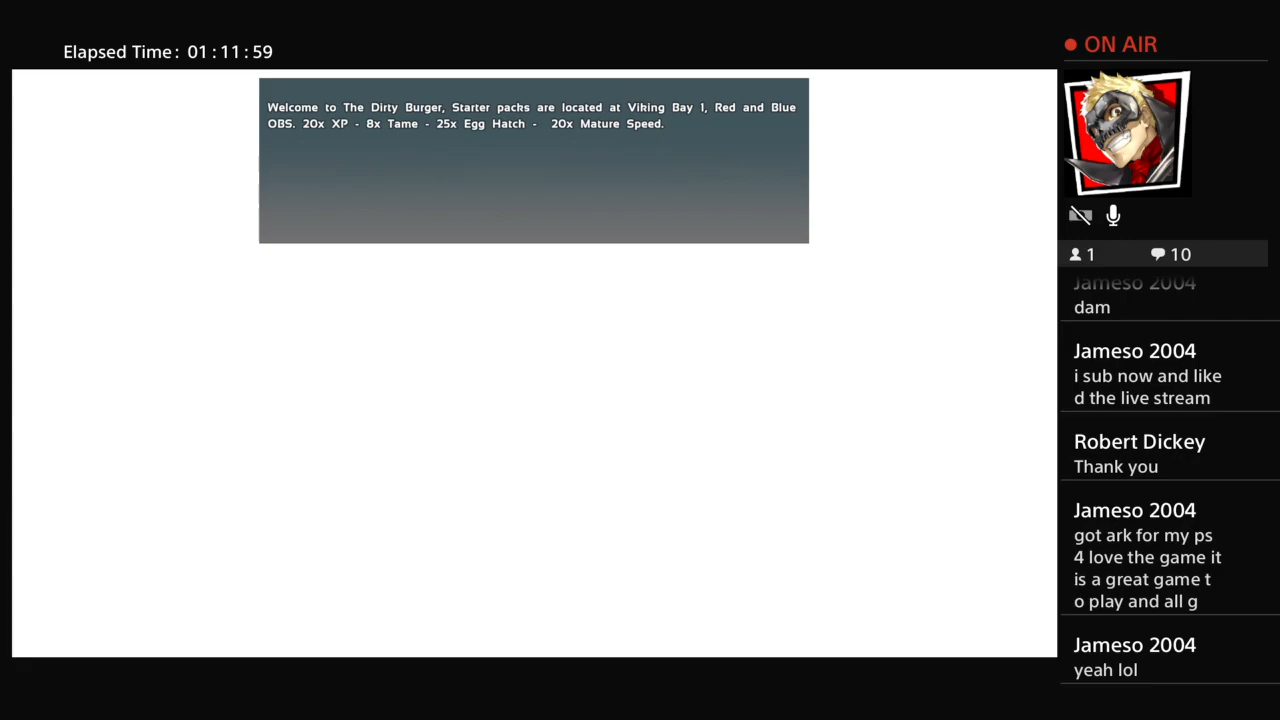 Elapsed Time: 01:11:59
ON AIR
Welcome to The Dirty Burger, Starter packs are located at Viking Bay 1, Red and Blue
OBS. 20x XP - 8x Tame - 25x Egg Hatch - 20x Mature Speed.
1 10
Jameso 2004
dam
Jameso 2004
i sub now and like
d the live stream
Robert Dickey
Thank you
Jameso 2004
got ark for my ps
4 love the game it
is a great game t
o play and all g
Jameso 2004
yeah lol